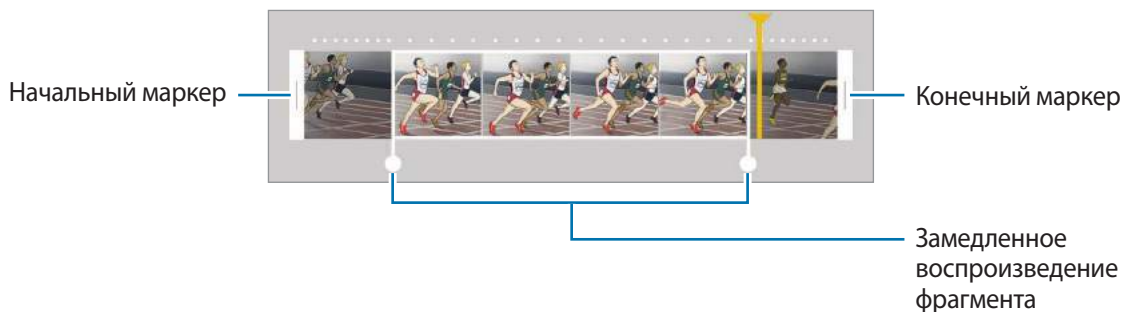 Начальный маркер
Конечный маркер
Замедленное
воспроизведение
фрагмента